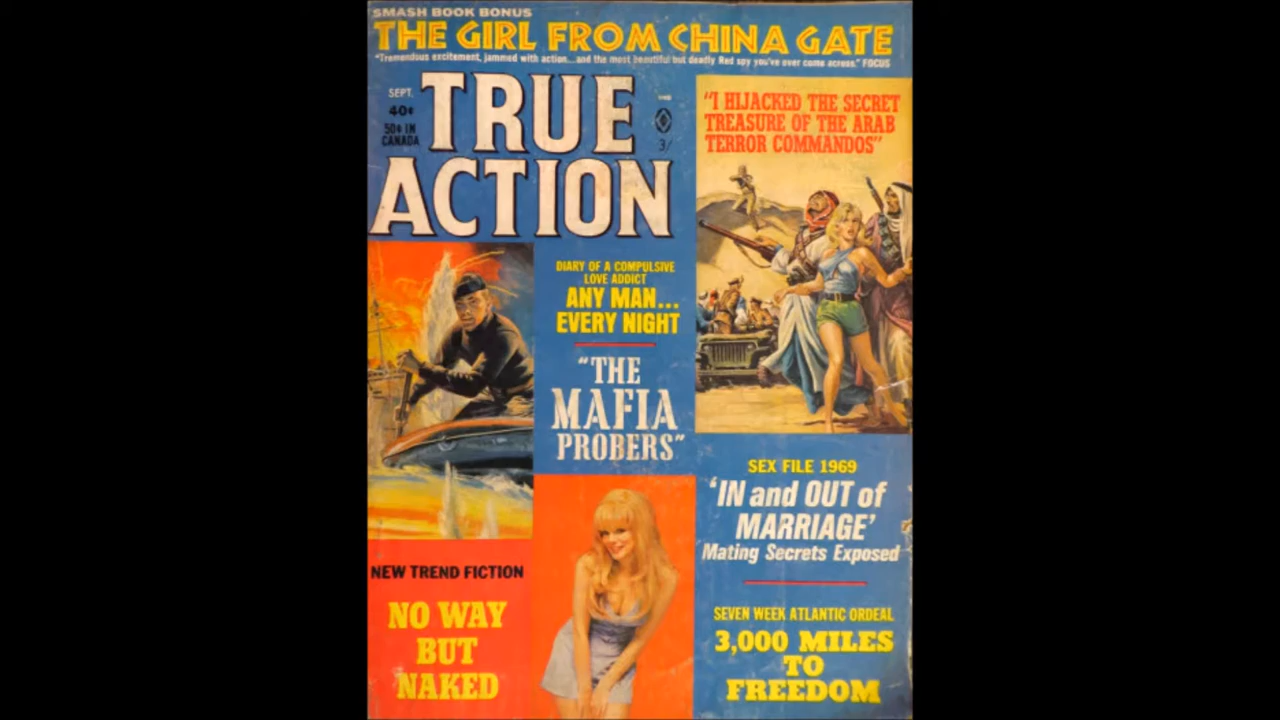 SMASH BOOK BONUS
THE GIRL FROM CHINA GATE
"Tremendous excitement, jammed with action...and the most beautiful but deadly Red spy you've ever come across." FOCUS
SEPT.
40¢
50¢ IN
CANADA
TRUE
ACTION
3/
"I HIJACKED THE SECRET
TREASURE OF THE ARAB
TERROR COMMANDOS"
DIARY OF A COMPULSIVE
LOVE ADDICT
ANY MAN...
EVERY NIGHT
"THE
MAFIA
PROBERS"
SEX FILE 1969
'IN and OUT of
MARRIAGE'
Mating Secrets Exposed
NEW TREND FICTION
NO WAY
BUT
NAKED
SEVEN WEEK ATLANTIC ORDEAL
3,000 MILES
TO
FREEDOM